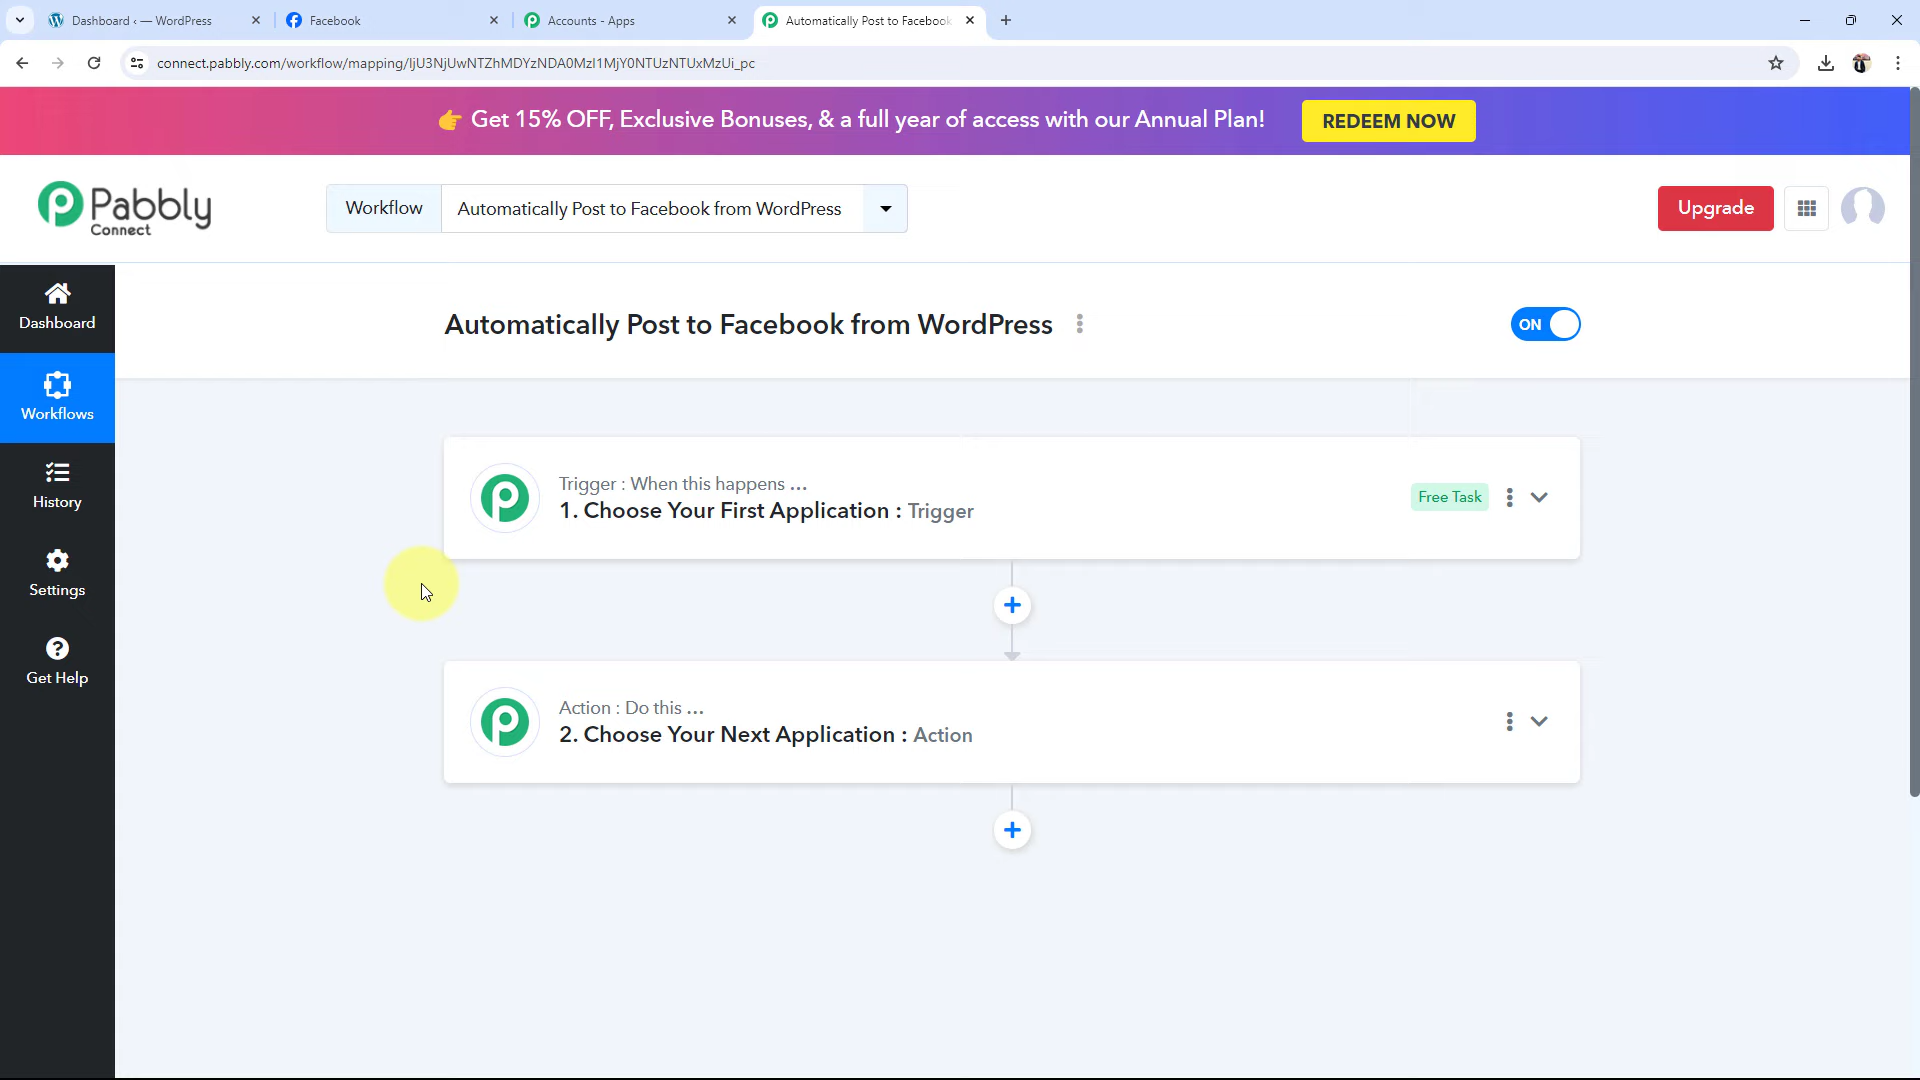 Dashboard ‹ — WordPress
Facebook
Accounts - Apps
Automatically Post to Facebook
connect.pabbly.com/workflow/mapping/IjU3NjUwNTZhMDYzNDA0MzI1MjY0NTUzNTUxMzUi_pc
👉 Get 15% OFF, Exclusive Bonuses, & a full year of access with our Annual Plan!
REDEEM NOW
Pabbly
Connect
Workflow
Automatically Post to Facebook from WordPress
Upgrade
Dashboard
Workflows
History
Settings
Get Help
Automatically Post to Facebook from WordPress
ON
Trigger : When this happens ...
1. Choose Your First Application : Trigger
Free Task
Action : Do this ...
2. Choose Your Next Application : Action